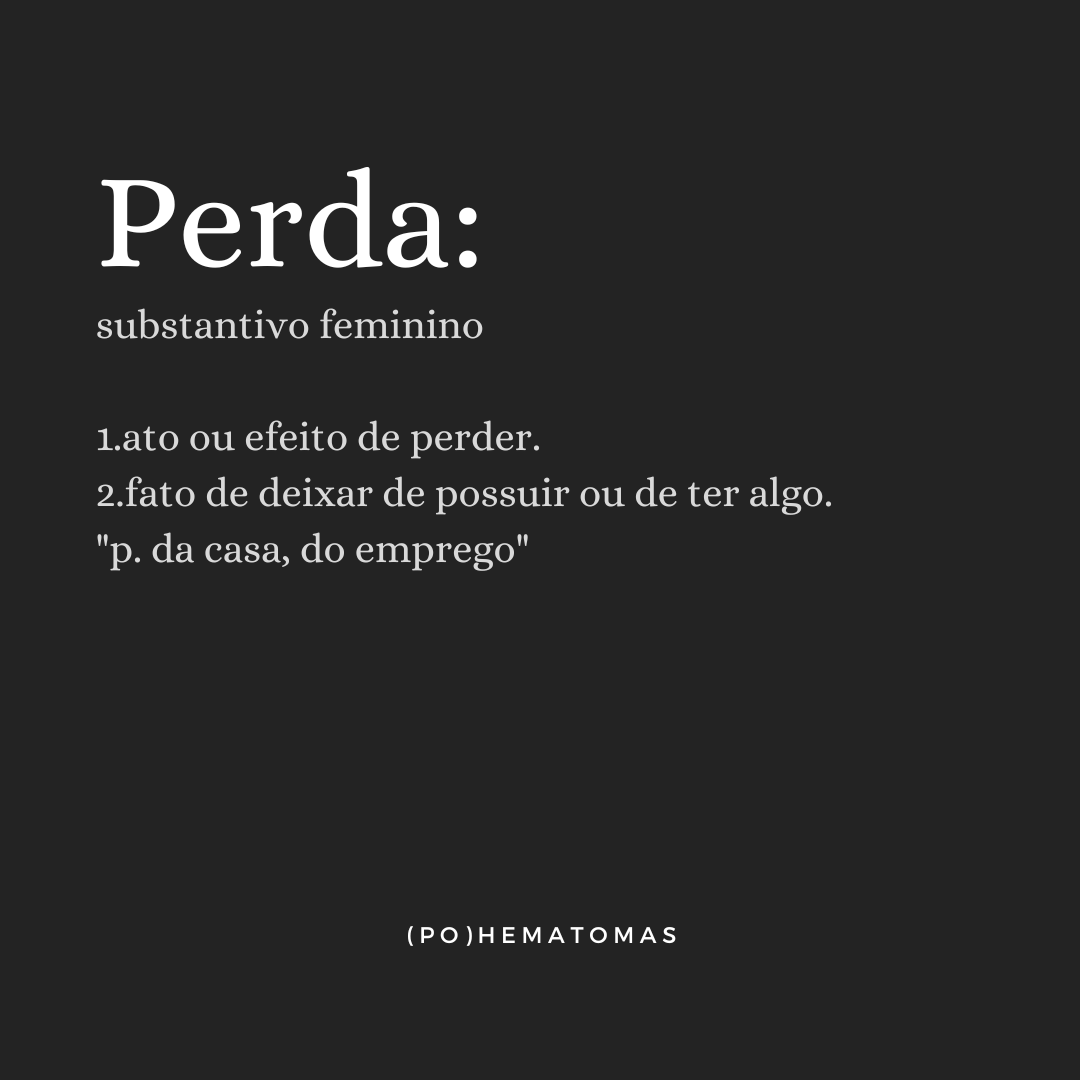 Perda:
substantivo feminino
1.ato ou efeito de perder.
2.fato de deixar de possuir ou de ter algo.
"p. da casa, do emprego"
(PO)HEMATOMAS